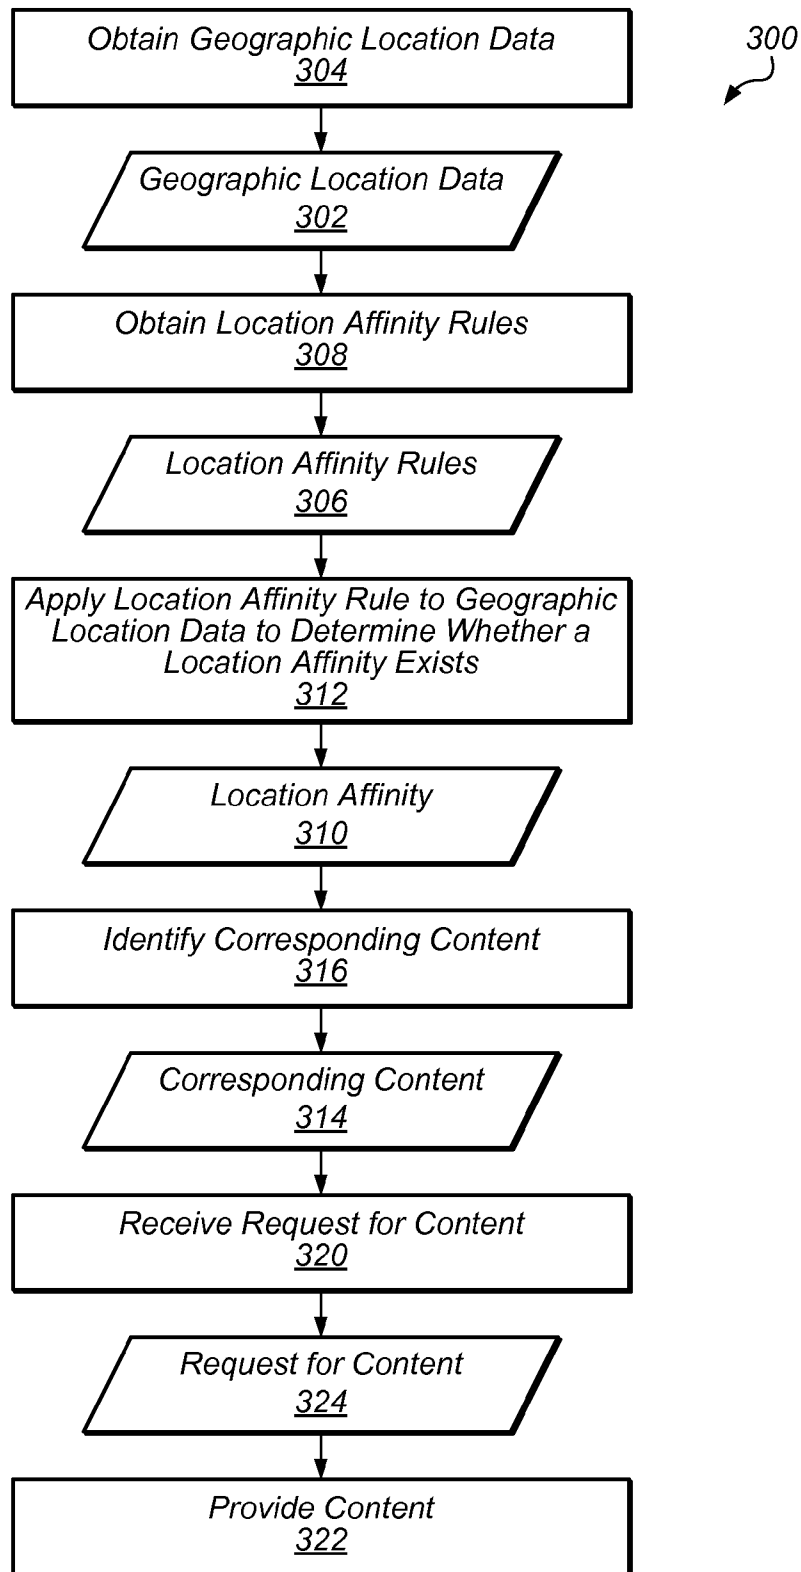 Obtain Geographic Location Data
304
300
Geographic Location Data
302
Obtain Location Affinity Rules
308
Location Affinity Rules
306
Apply Location Affinity Rule to Geographic
Location Data to Determine Whether a
Location Affinity Exists
312
Location Affinity
310
Identify Corresponding Content
316
Corresponding Content
314
Receive Request for Content
320
Request for Content
324
Provide Content
322